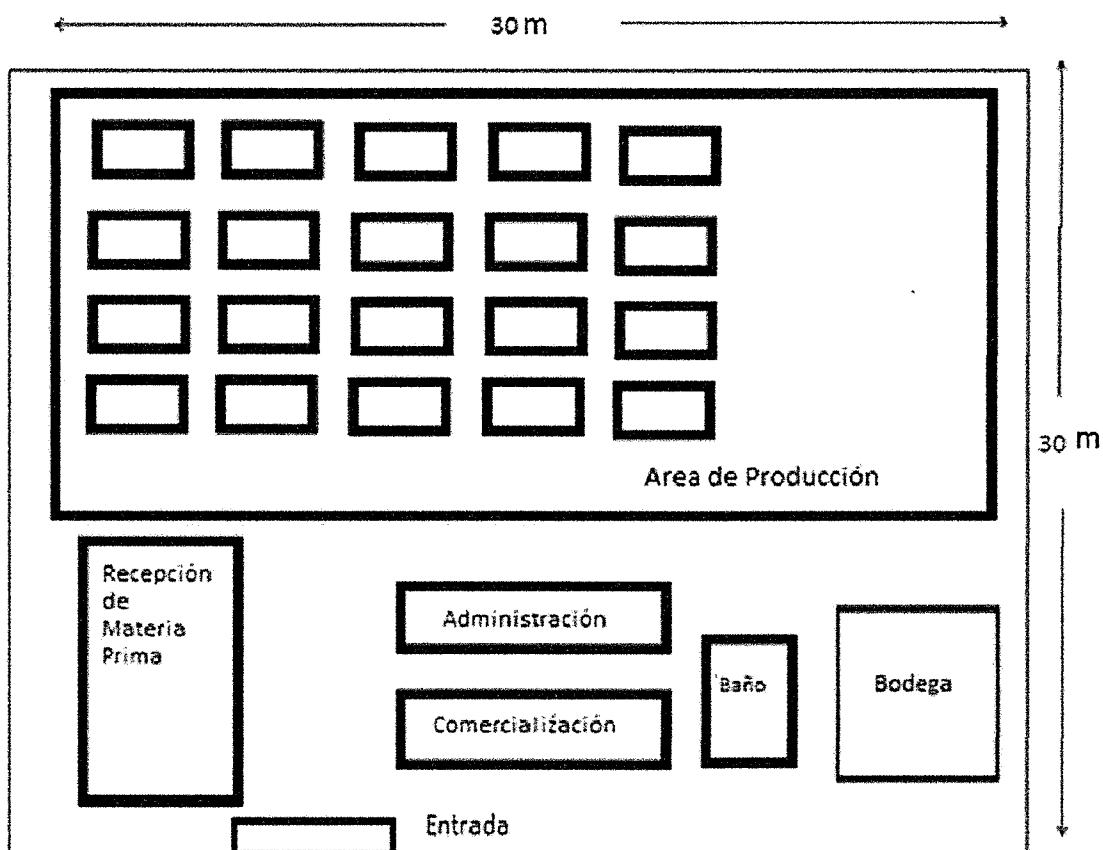 30 m
30 m
Area de Producción
Recepción
de
Materia
Prima
Administración
Baño
Bodega
Comercialización
Entrada